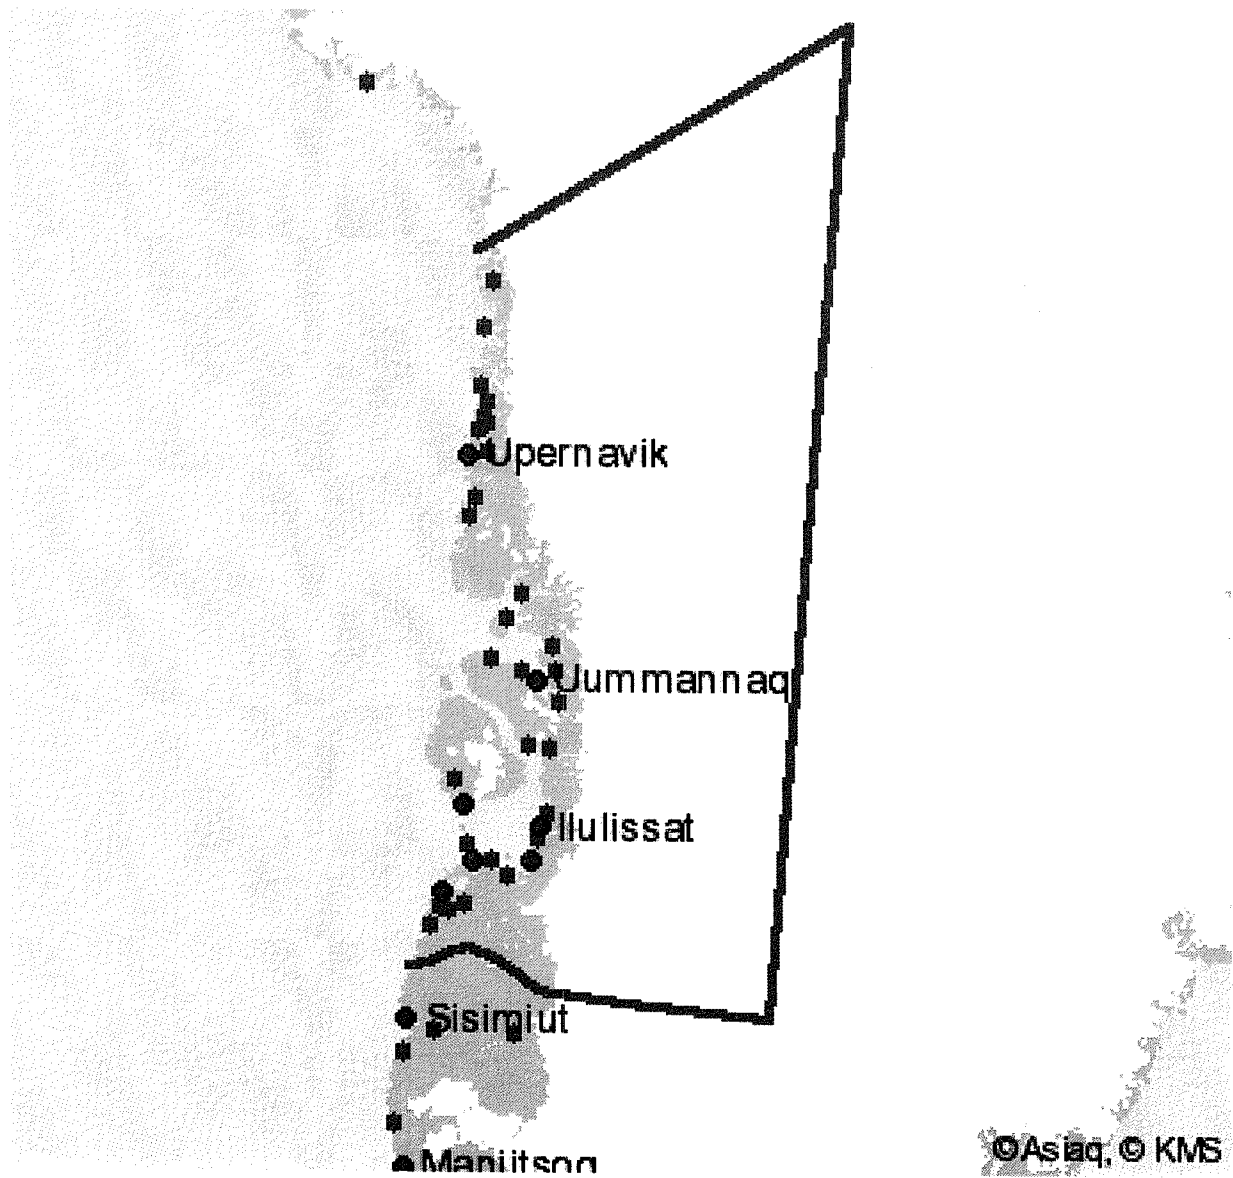 Upernavik
Uummannaq
Ilulissat
Sisimiut
Maniitsoq
©Asiaq, © KMS